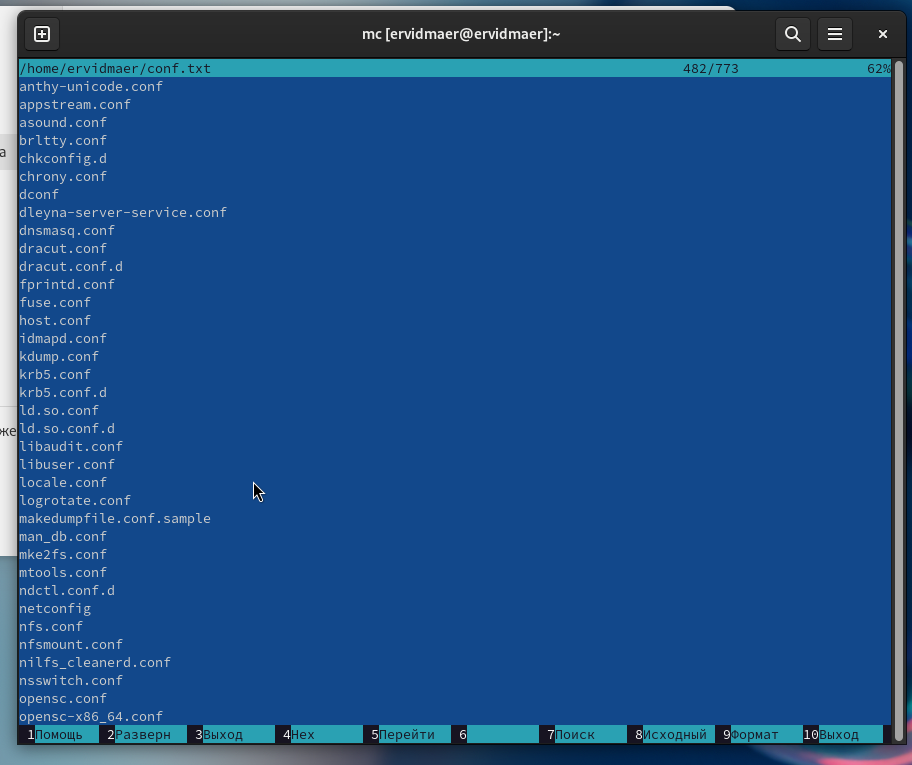 mc [ervidmaer@ervidmaer]:~
/home/ervidmaer/conf.txt 482/773 62%
anthy-unicode.conf
appstream.conf
asound.conf
brltty.conf
chkconfig.d
chrony.conf
dconf
dleyna-server-service.conf
dnsmasq.conf
dracut.conf
dracut.conf.d
fprintd.conf
fuse.conf
host.conf
idmapd.conf
kdump.conf
krb5.conf
krb5.conf.d
ld.so.conf
ld.so.conf.d
libaudit.conf
libuser.conf
locale.conf
logrotate.conf
makedumpfile.conf.sample
man_db.conf
mke2fs.conf
mtools.conf
ndctl.conf.d
netconfig
nfs.conf
nfsmount.conf
nilfs_cleanerd.conf
nsswitch.conf
opensc.conf
opensc-x86_64.conf
1Помощь 2Разверн 3Выход 4Hex 5Перейти 6 7Поиск 8Исходный 9Формат 10Выход